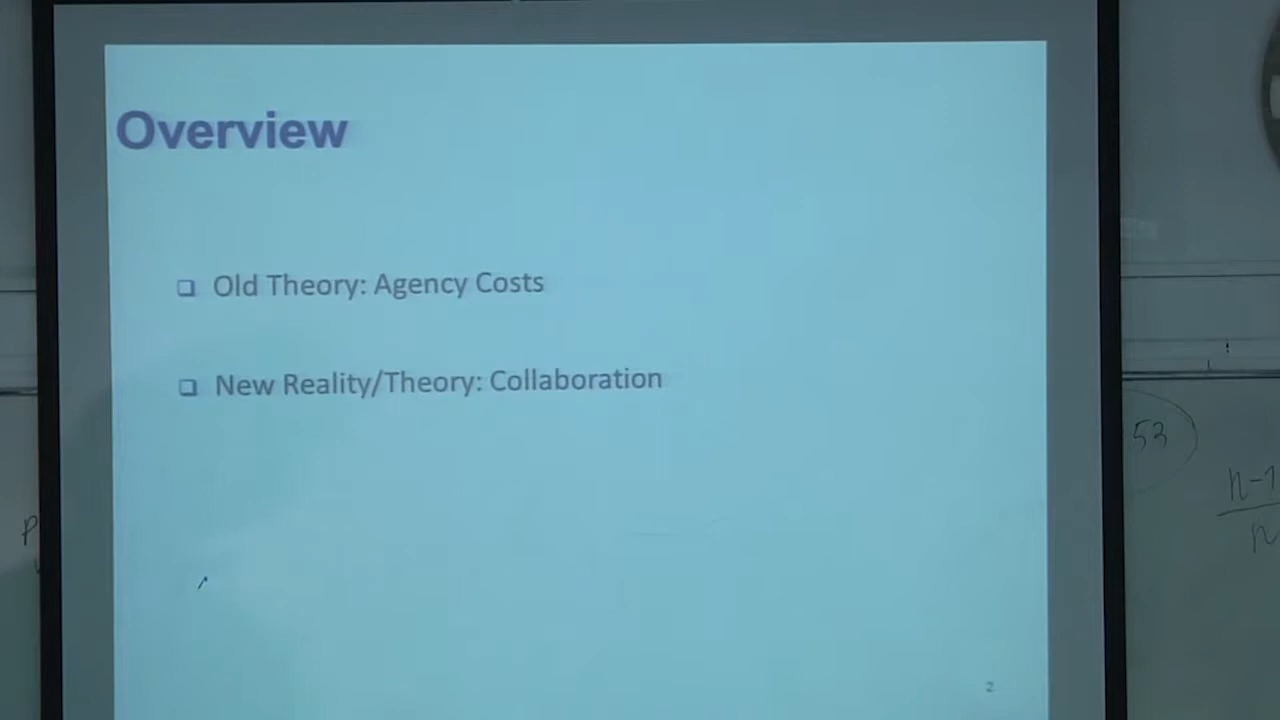 Overview
Old Theory: Agency Costs
New Reality/Theory: Collaboration
2
53
n-1
n
P